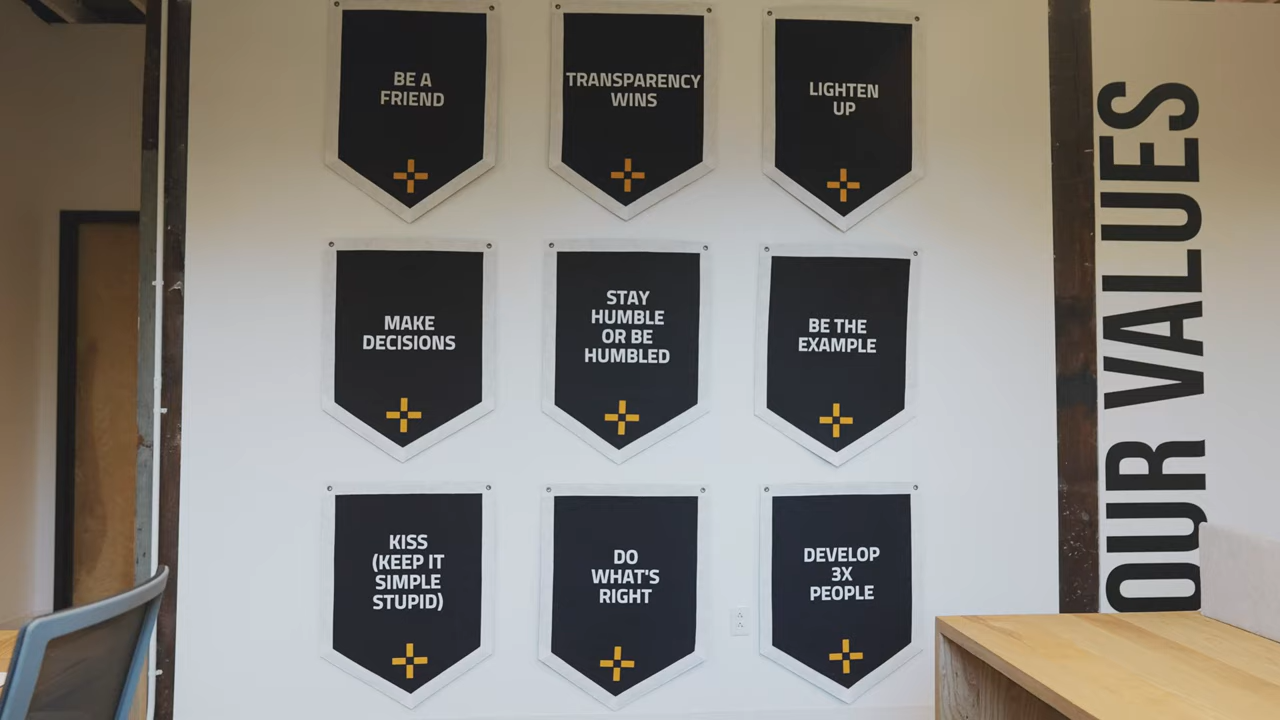 BE A
FRIEND
TRANSPARENCY
WINS
LIGHTEN
UP
MAKE
DECISIONS
STAY
HUMBLE
OR BE
HUMBLED
BE THE
EXAMPLE
KISS
(KEEP IT
SIMPLE
STUPID)
DO
WHAT'S
RIGHT
DEVELOP
3X
PEOPLE
OUR VALUES